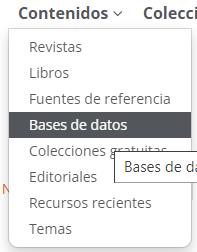 Contenidos Colecci
Revistas
Libros
Fuentes de referencia
Bases de datos
Colecciones gratuitas
Bases de da
Editoriales
N
Recursos recientes
Temas